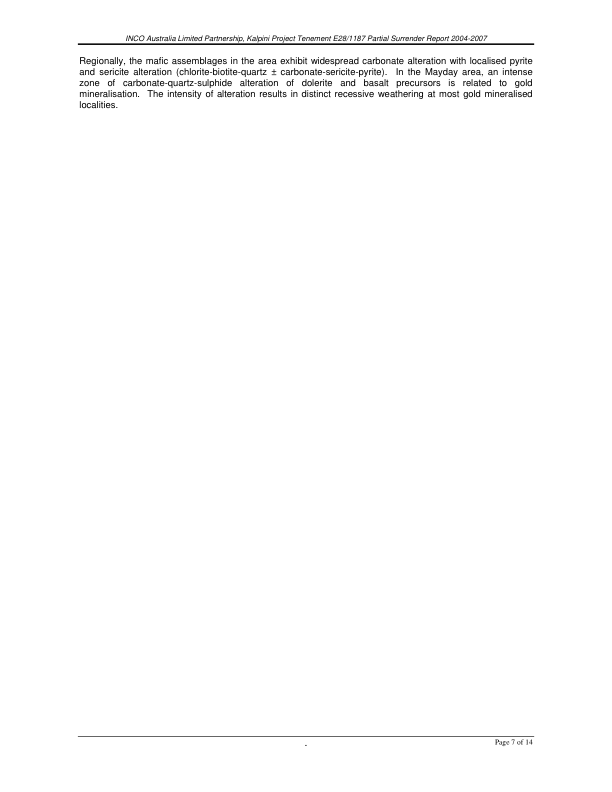 INCO Australia Limited Partnership, Kalpini Project Tenement E28/1187 Partial Surrender Report 2004-2007
Regionally, the mafic assemblages in the area exhibit widespread carbonate alteration with localised pyrite
and sericite alteration (chlorite-biotite-quartz ± carbonate-sericite-pyrite). In the Mayday area, an intense
zone of carbonate-quartz-sulphide alteration of dolerite and basalt precursors is related to gold
mineralisation. The intensity of alteration results in distinct recessive weathering at most gold mineralised
localities.
Page 7 of 14
-